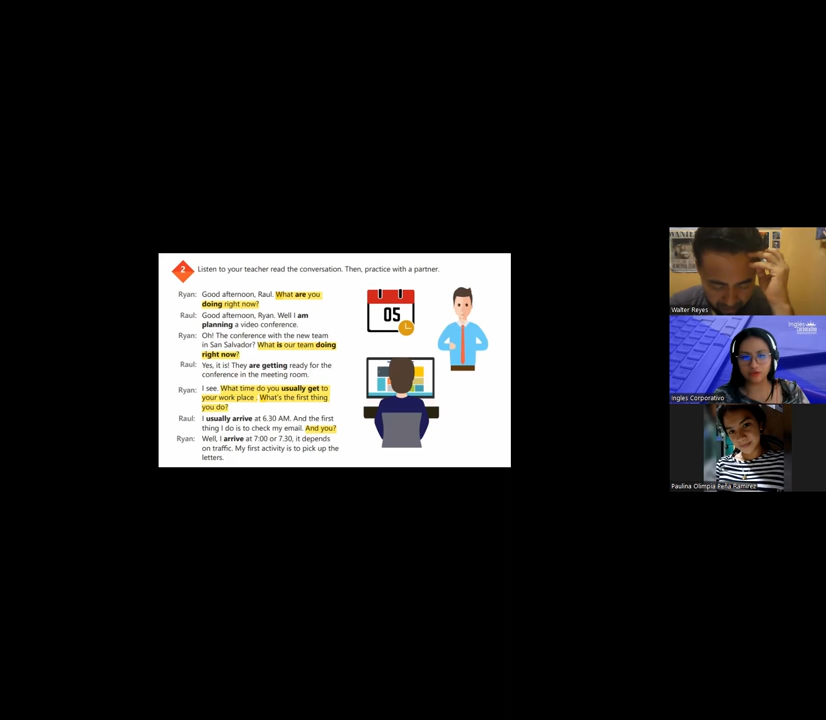 2 Listen to your teacher read the conversation. Then, practice with a partner.
Ryan: Good afternoon, Raul. What are you
doing right now?
Raul: Good afternoon, Ryan, Well I am
planning a video conference.
Ryan: Oh! The conference with the new team
in San Salvador? What is our team doing
right now?
Raul: Yes, it is! They are getting ready for the
conference in the meeting room.
Ryan: I see. What time do you usually get to
your work place . What's the first thing
you do?
Raul: I usually arrive at 6.30 AM. And the first
thing I do is to check my email. And you?
Ryan: Well, I arrive at 7:00 or 7.30, it depends
on traffic. My first activity is to pick up the
letters.
05
WANTED
Walter Reyes
Inglés
Corporativo
Ingles Corporativo
Paulina Olimpia Peña Ramirez